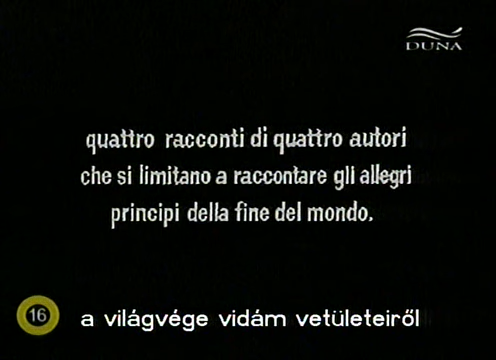 DUNA
quattro racconti di quattro autori
che si limitano a raccontare gli allegri
principi della fine del mondo.
16
a világvége vidám vetületeiről